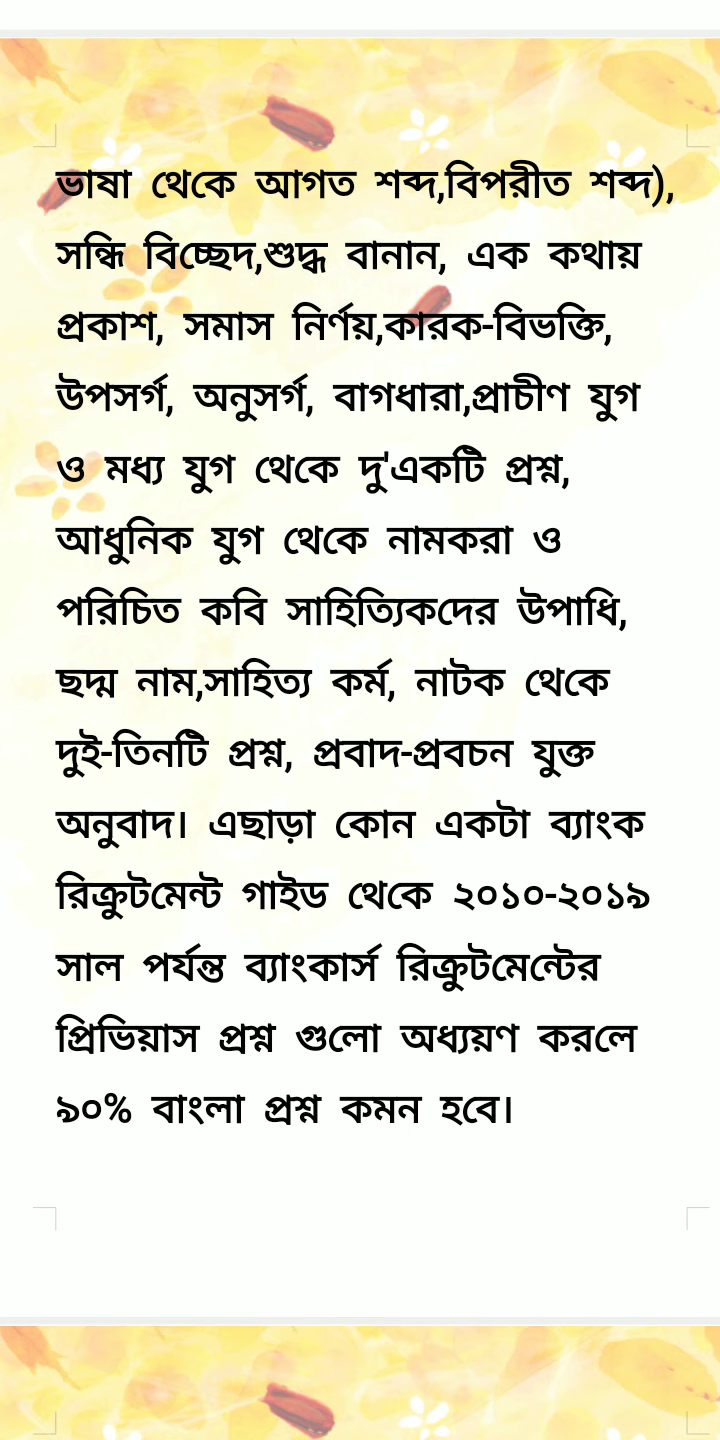 ভাষা থেকে আগত শব্দ,বিপরীত শব্দ),
সন্ধি বিচ্ছেদ,শুদ্ধ বানান, এক কথায়
প্রকাশ, সমাস নির্ণয়,কারক-বিভক্তি,
উপসর্গ, অনুসর্গ, বাগধারা,প্রাচীণ যুগ
ও মধ্য যুগ থেকে দু'একটি প্রশ্ন,
আধুনিক যুগ থেকে নামকরা ও
পরিচিত কবি সাহিত্যিকদের উপাধি,
ছদ্ম নাম,সাহিত্য কর্ম, নাটক থেকে
দুই-তিনটি প্রশ্ন, প্রবাদ-প্রবচন যুক্ত
অনুবাদ। এছাড়া কোন একটা ব্যাংক
রিক্রুটমেন্ট গাইড থেকে ২০১০-২০১৯
সাল পর্যন্ত ব্যাংকার্স রিক্রুটমেন্টের
প্রিভিয়াস প্রশ্ন গুলো অধ্যয়ণ করলে
৯০% বাংলা প্রশ্ন কমন হবে।